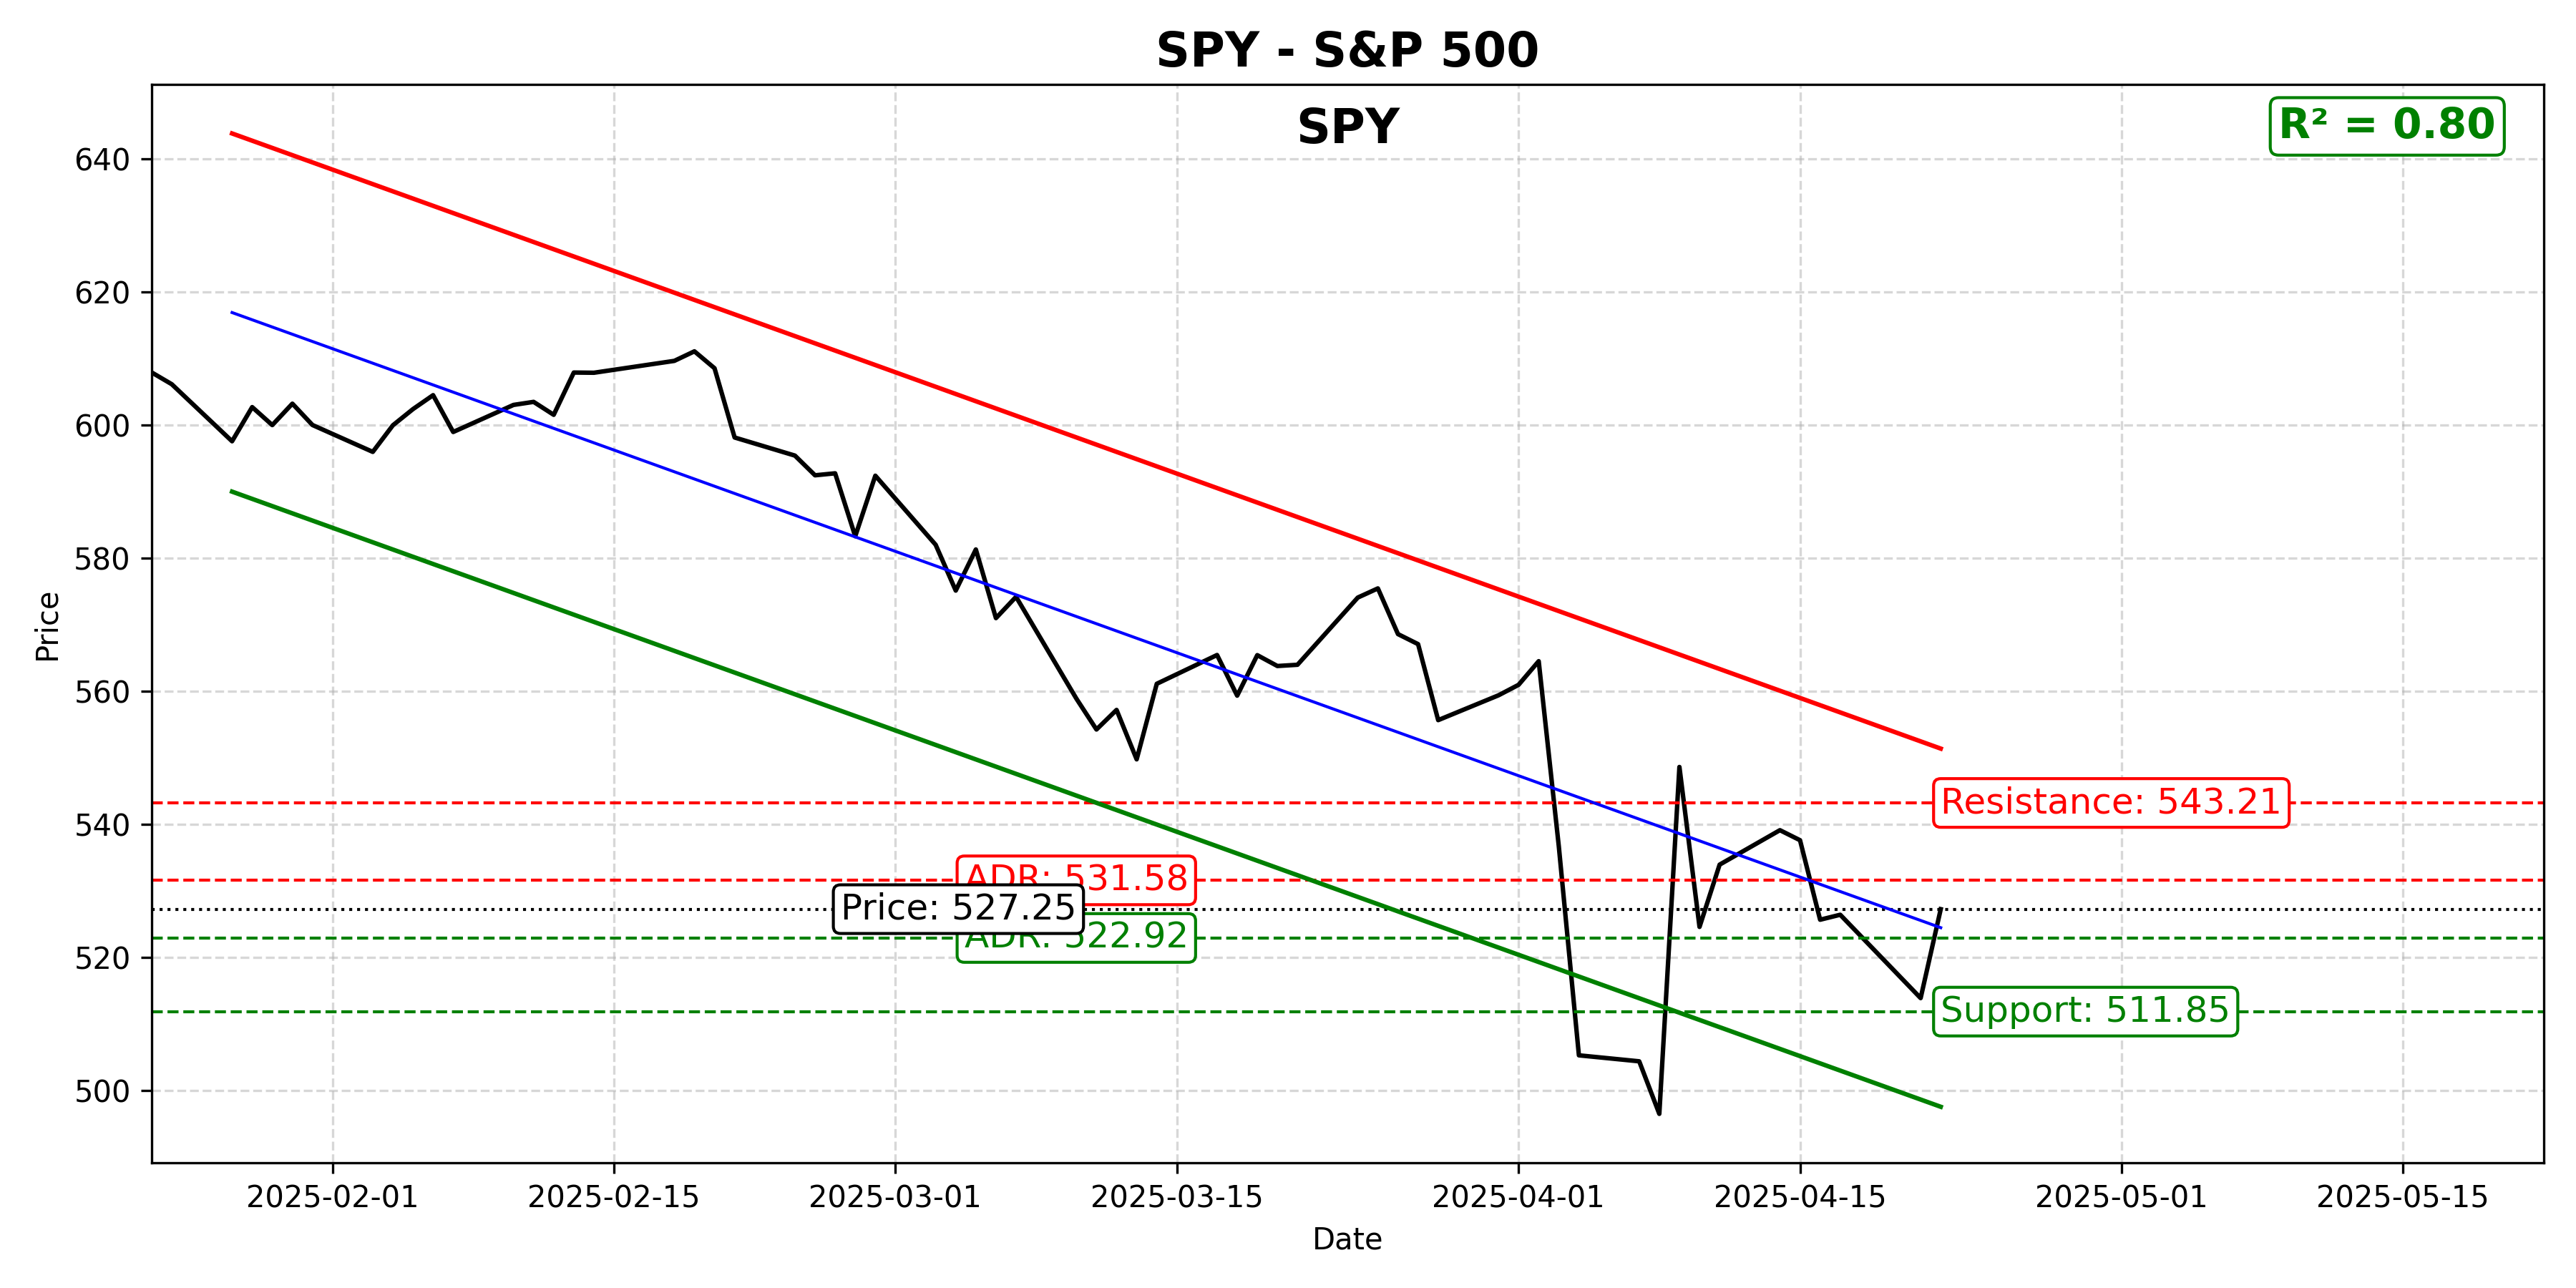 SPY - S&P 500
SPY
R² = 0.80
Price
640
620
600
580
560
540
520
500
Resistance: 543.21
ADR: 531.58
Price: 527.25
ADR: 522.92
Support: 511.85
2025-02-01
2025-02-15
2025-03-01
2025-03-15
2025-04-01
2025-04-15
2025-05-01
2025-05-15
Date